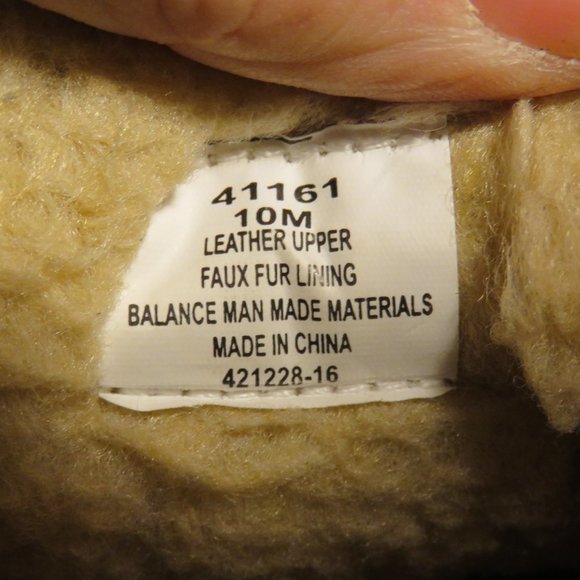 41161
10M
LEATHER UPPER
FAUX FUR LINING
BALANCE MAN MADE MATERIALS
MADE IN CHINA
421228-16